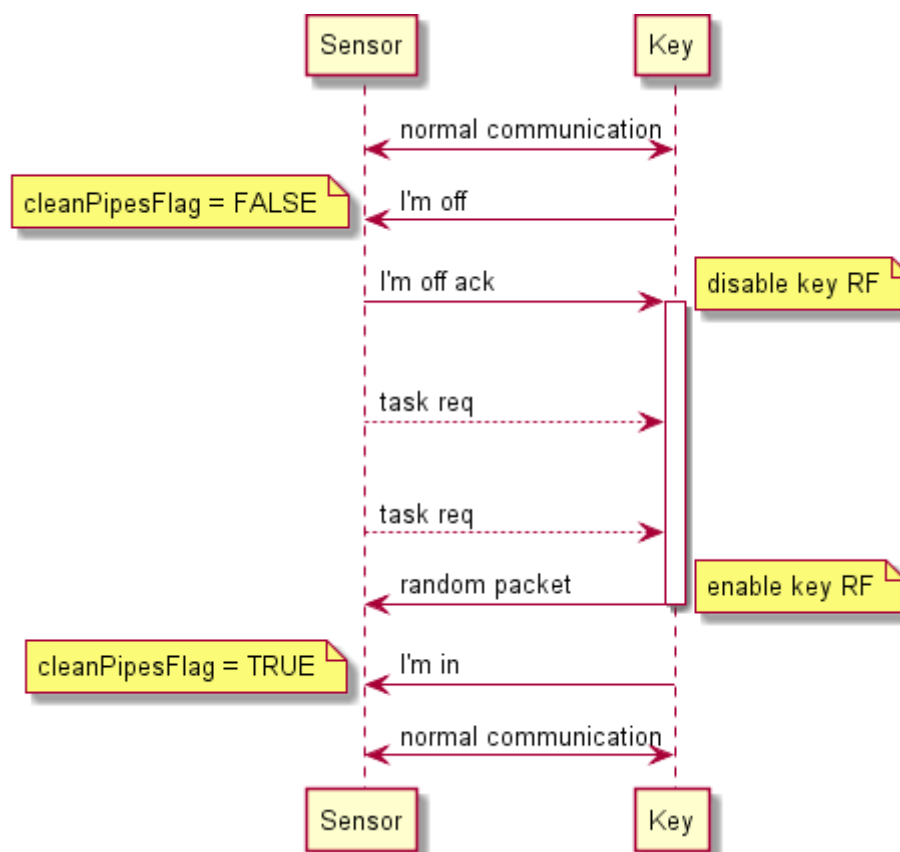 Sensor
Key
normal communication
cleanPipesFlag = FALSE
I'm off
I'm off ack
disable key RF
task req
task req
random packet
enable key RF
cleanPipesFlag = TRUE
I'm in
normal communication
Sensor
Key